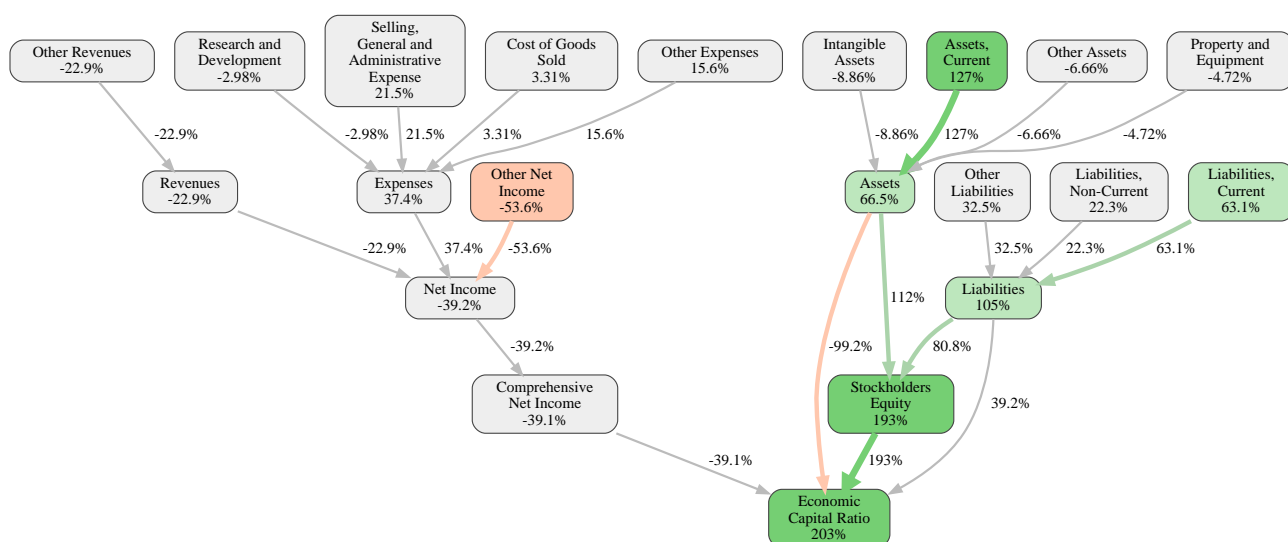 Other Revenues
-22.9%
Research and
Development
-2.98%
Selling,
General and
Administrative
Expense
21.5%
Cost of Goods
Sold
3.31%
Other Expenses
15.6%
Intangible
Assets
-8.86%
Assets,
Current
127%
Other Assets
-6.66%
Property and
Equipment
-4.72%
-22.9%
-2.98%
21.5%
3.31%
15.6%
-8.86%
127%
-6.66%
-4.72%
Revenues
-22.9%
Expenses
37.4%
Other Net
Income
-53.6%
Assets
66.5%
Other
Liabilities
32.5%
Liabilities,
Non-Current
22.3%
Liabilities,
Current
63.1%
-22.9%
37.4%
-53.6%
32.5%
22.3%
63.1%
Net Income
-39.2%
Liabilities
105%
112%
-39.2%
-99.2%
80.8%
Comprehensive
Net Income
-39.1%
Stockholders
Equity
193%
39.2%
-39.1%
193%
Economic
Capital Ratio
203%